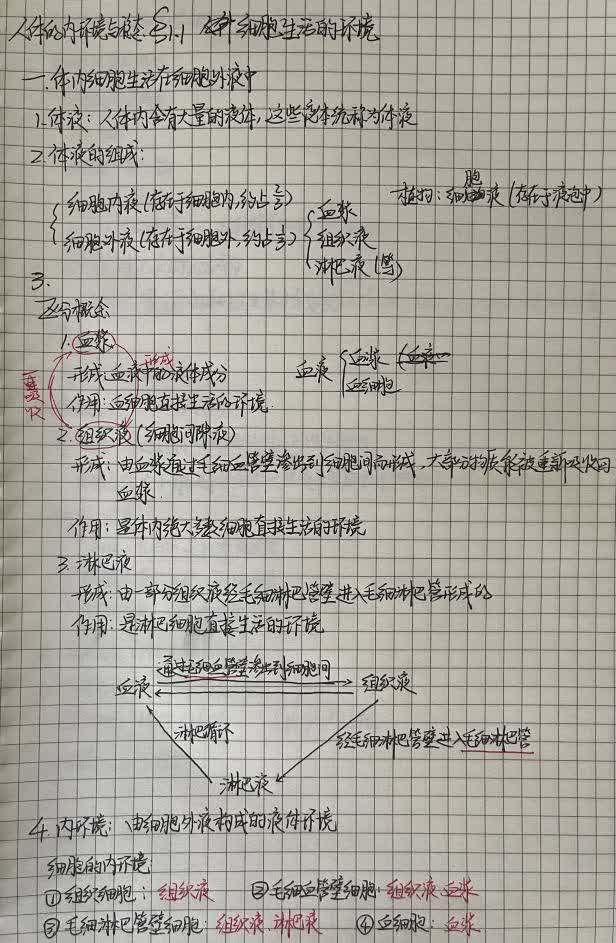 人体的内环境与稳态 §1.1 细胞生活的环境
一.体内细胞生活在细胞外液中
1.体液：人体内含有大量的液体，这些液体统称为体液
2.体液的组成：
细胞内液（存在于细胞内，约占2/3）
细胞外液（存在于细胞外，约占1/3）
血浆
组织液
淋巴液（等）
植物：细胞液（存在于液泡中）
3.
区分概念
1.血浆
形成：血液中的液体成分
作用：血细胞直接生活的环境
形成
重吸收
血液
血浆
血细胞
2.组织液（细胞间隙液）
形成：由血浆通过毛细血管壁渗出到细胞间而形成，大部分物质能被重新吸收回
血浆.
作用：是体内绝大多数细胞直接生活的环境
3.淋巴液
形成：由一部分组织液经毛细淋巴管壁进入毛细淋巴管形成的
作用：是淋巴细胞直接生活的环境
通过毛细血管壁渗出到细胞间
血液
组织液
淋巴循环
经毛细淋巴管壁进入毛细淋巴管
淋巴液
4.内环境：由细胞外液构成的液体环境
细胞的内环境：
①组织细胞：组织液 ②毛细血管壁细胞：组织液.血浆
③毛细淋巴管壁细胞：组织液.淋巴液 ④血细胞：血浆